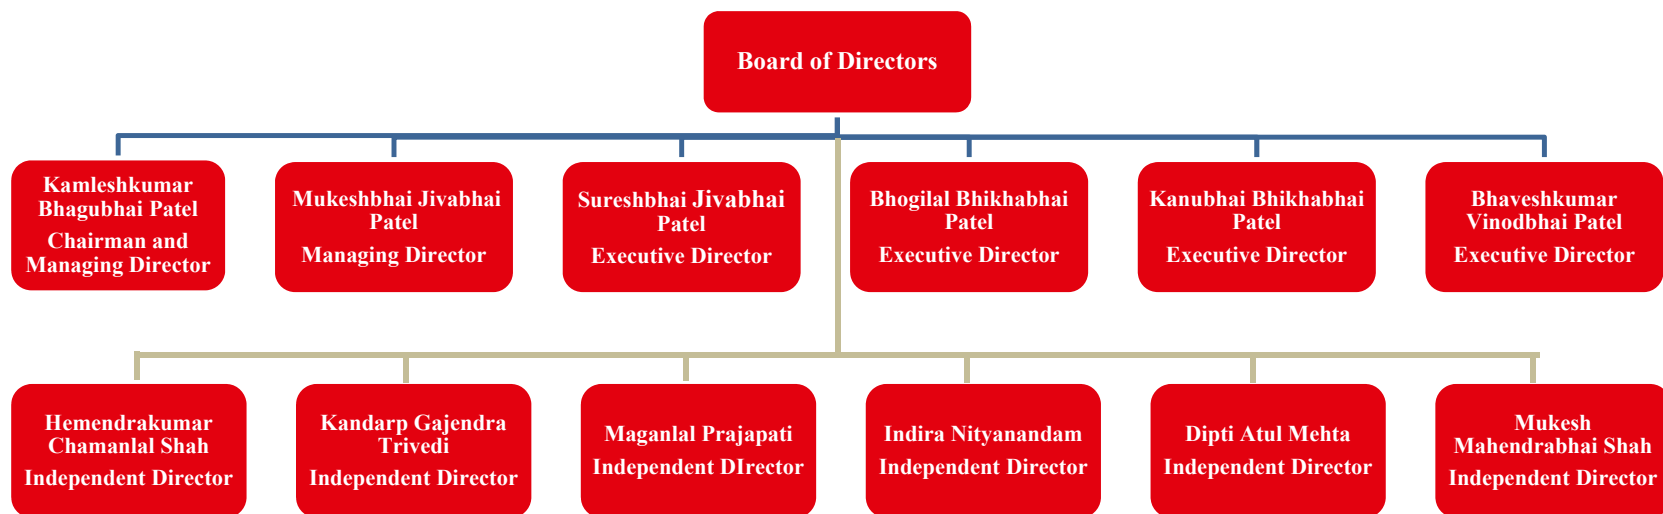 Board of Directors
Kamleshkumar
Bhagubhai Patel
Chairman and
Managing Director
Mukeshbhai Jivabhai
Patel
Managing Director
Sureshbhai Jivabhai
Patel
Executive Director
Bhogilal Bhikhabhai
Patel
Executive Director
Kanubhai Bhikhabhai
Patel
Executive Director
Bhaveshkumar
Vinodbhai Patel
Executive Director
Hemendrakumar
Chamanlal Shah
Independent Director
Kandarp Gajendra
Trivedi
Independent Director
Maganlal Prajapati
Independent DIrector
Indira Nityanandam
Independent Director
Dipti Atul Mehta
Independent Director
Mukesh
Mahendrabhai Shah
Independent Director